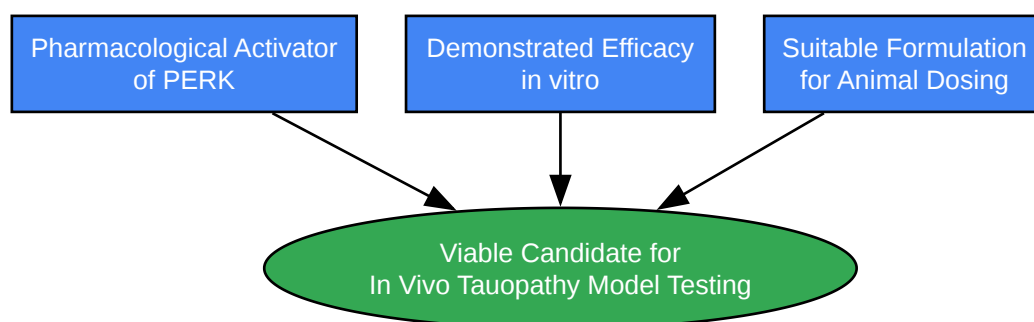 Pharmacological Activator
of PERK
Demonstrated Efficacy
in vitro
Suitable Formulation
for Animal Dosing
Viable Candidate for
In Vivo Tauopathy Model Testing